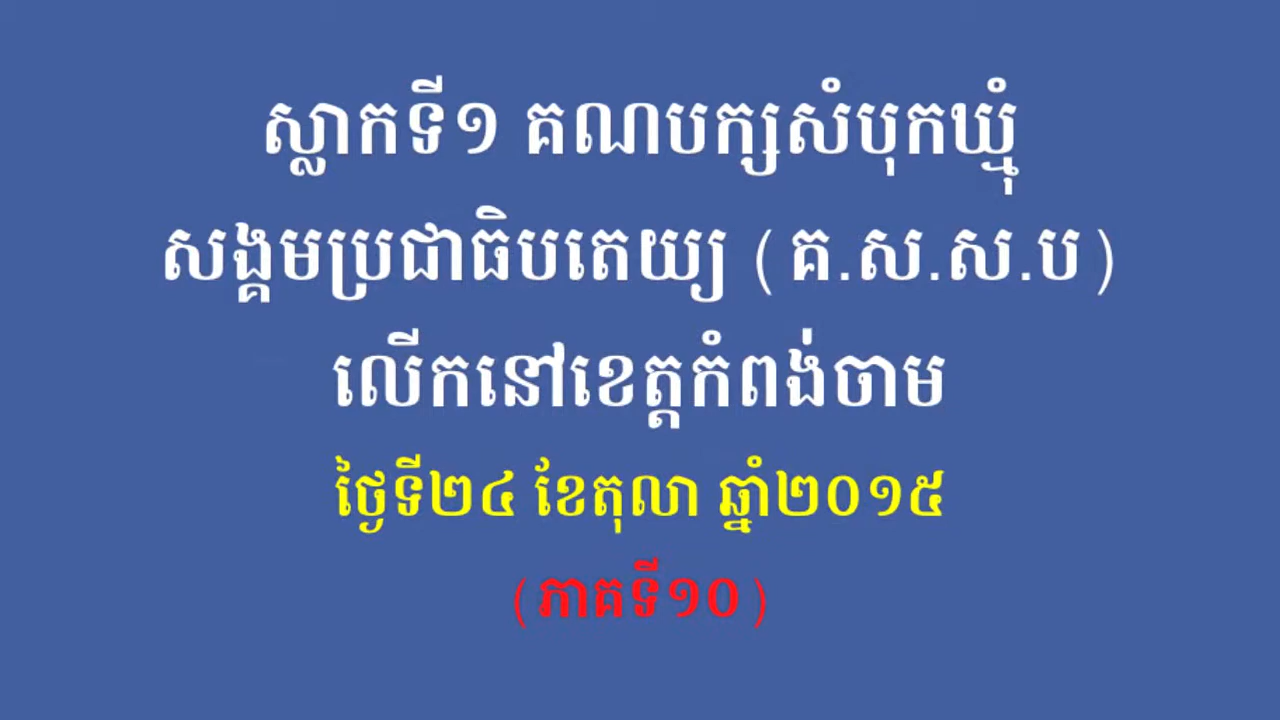 ស្លាកទី១ គណបក្សសំបុកឃ្មុំ
សង្គមប្រជាធិបតេយ្យ (គ.ស.ស.ប)
លើកនៅខេត្តកំពង់ចាម
ថ្ងៃទី២៤ ខែតុលា ឆ្នាំ២០១៥
(ភាគទី១០)